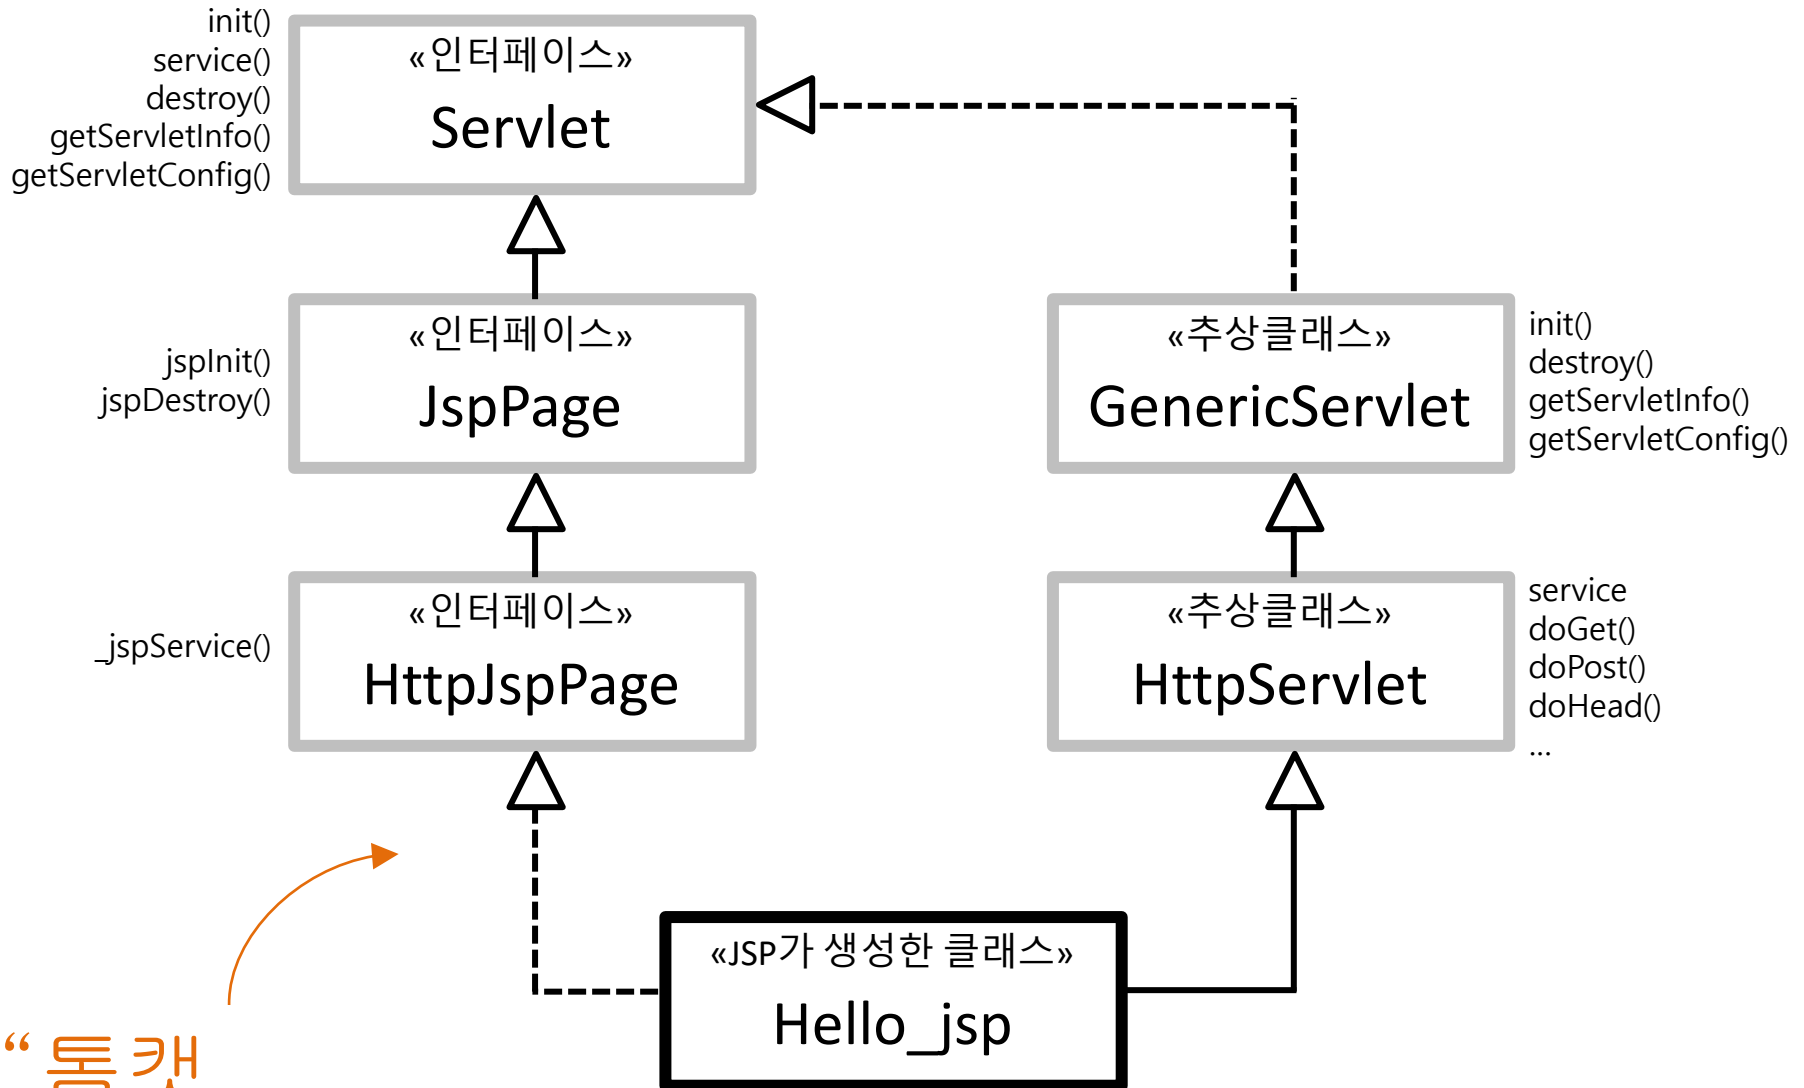 init()
service()
destroy()
getServletInfo()
getServletConfig()
«인터페이스»
Servlet
jspInit()
jspDestroy()
«인터페이스»
JspPage
«추상클래스»
GenericServlet
init()
destroy()
getServletInfo()
getServletConfig()
_jspService()
«인터페이스»
HttpJspPage
«추상클래스»
HttpServlet
service
doGet()
doPost()
doHead()
...
«JSP가 생성한 클래스»
Hello_jsp
“톰캣